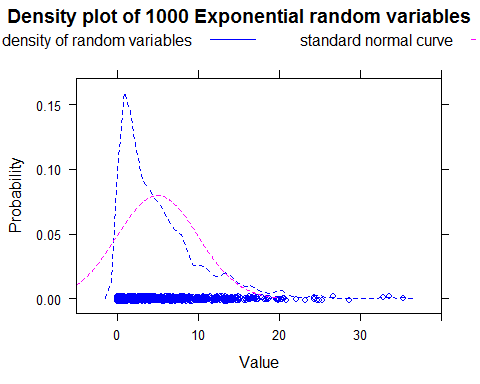 Density plot of 1000 Exponential random variables
density of random variables standard normal curve
0.15
0.10
0.05
0.00
Probability
0 10 20 30
Value